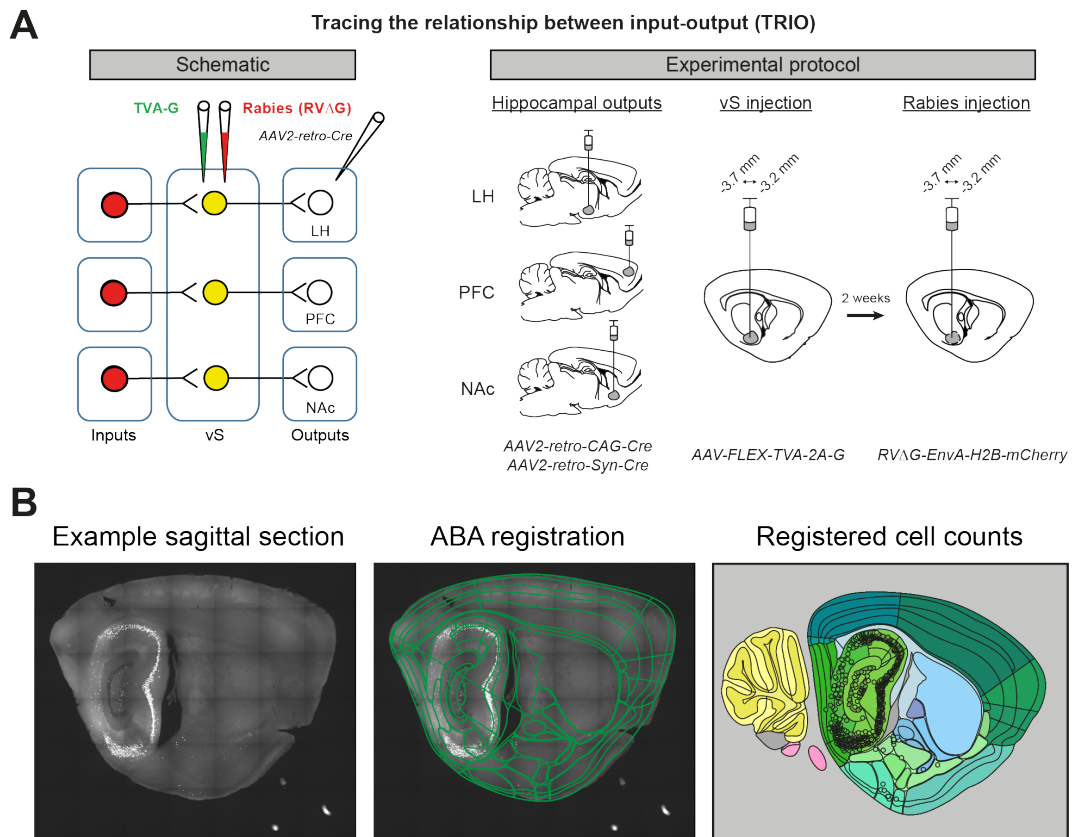 A
Tracing the relationship between input-output (TRIO)
Schematic
Experimental protocol
TVA-G
Rabies (RV∆G)
AAV2-retro-Cre
LH
PFC
NAc
Inputs
vS
Outputs
Hippocampal outputs
vS injection
Rabies injection
LH
PFC
NAc
-3.7 mm
-3.2 mm
2 weeks
-3.7 mm
-3.2 mm
AAV2-retro-CAG-Cre
AAV2-retro-Syn-Cre
AAV-FLEX-TVA-2A-G
RV∆G-EnvA-H2B-mCherry
B
Example sagittal section
ABA registration
Registered cell counts